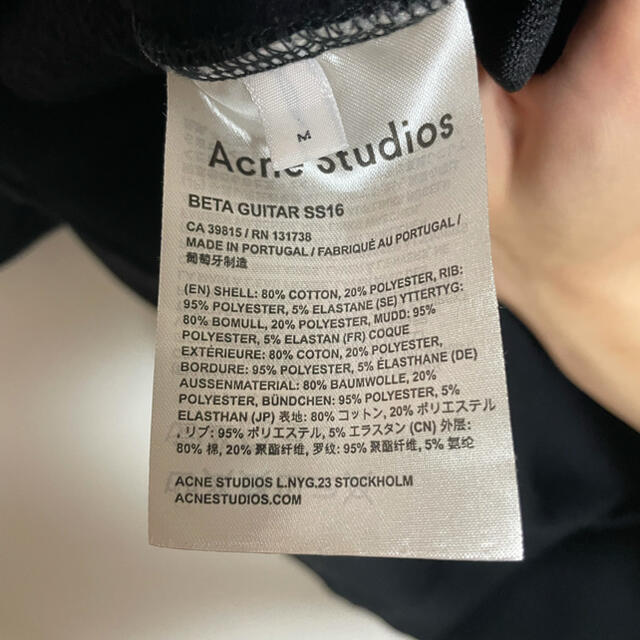 M
Acne Studios
BETA GUITAR SS16
CA 39815 / RN 131738
MADE IN PORTUGAL / FABRIQUÉ AU PORTUGAL /
葡萄牙制造
(EN) SHELL: 80% COTTON, 20% POLYESTER, RIB:
95% POLYESTER, 5% ELASTANE (SE) YTTERTYG:
80% BOMULL, 20% POLYESTER, MUDD: 95%
POLYESTER, 5% ELASTAN (FR) COQUE
EXTÉRIEURE: 80% COTON, 20% POLYESTER,
BORDURE: 95% POLYESTER, 5% ÉLASTHANE (DE)
AUSSENMATERIAL: 80% BAUMWOLLE, 20%
POLYESTER, BÜNDCHEN: 95% POLYESTER, 5%
ELASTHAN (JP) 表地: 80% コットン, 20% ポリエステル
, リブ: 95% ポリエステル, 5% エラスタン (CN) 外层:
80% 棉, 20% 聚酯纤维, 罗纹: 95% 聚酯纤维, 5% 氨纶
ACNE STUDIOS L.NYG.23 STOCKHOLM
ACNESTUDIOS.COM